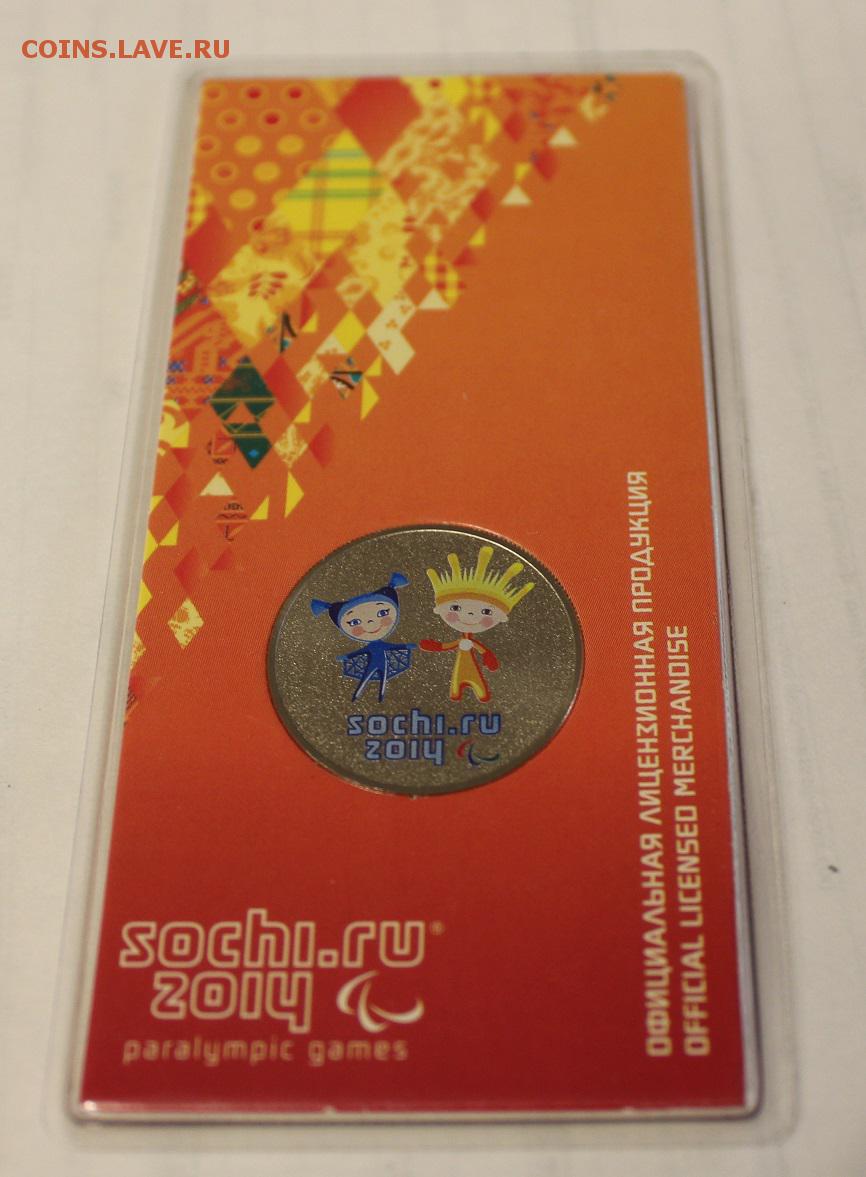 COINS.LAVE.RU
sochi.ru
2014
sochi.ru®
2014
paralympic games
ОФИЦИАЛЬНАЯ ЛИЦЕНЗИОННАЯ ПРОДУКЦИЯ
OFFICIAL LICENSED MERCHANDISE